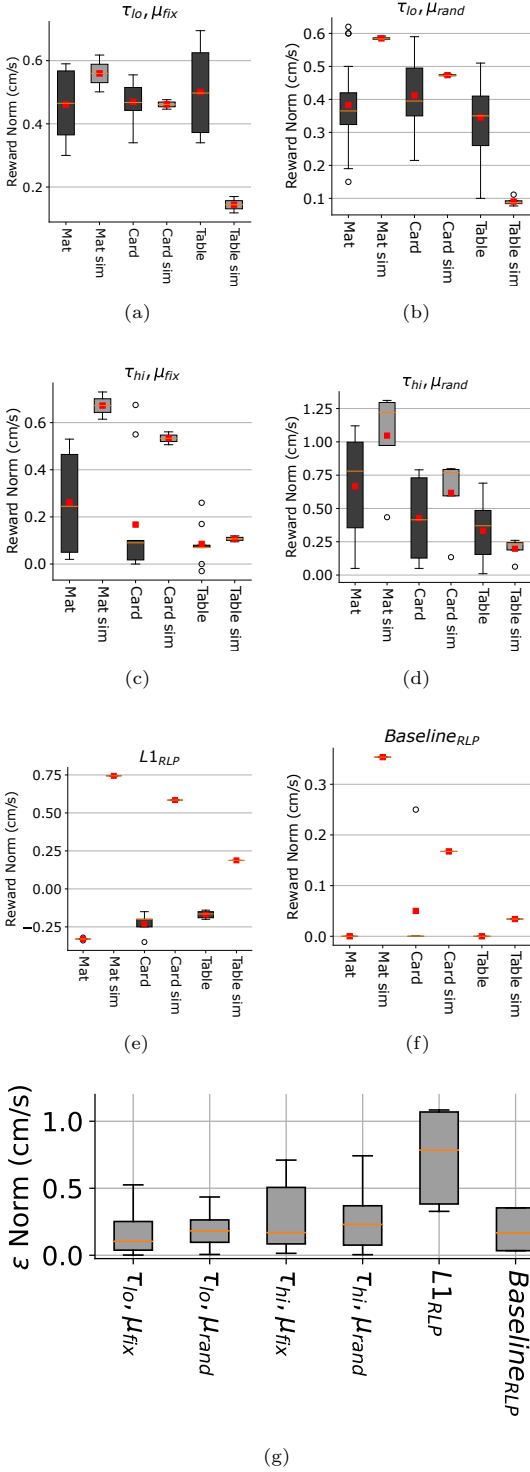 τlo, μfix
Reward Norm (cm/s)
0.6
0.4
0.2
Mat
Mat sim
Card
Card sim
Table
Table sim
(a)
τlo, μrand
Reward Norm (cm/s)
0.6
0.5
0.4
0.3
0.2
0.1
Mat
Mat sim
Card
Card sim
Table
Table sim
(b)
τhi, μfix
Reward Norm (cm/s)
0.6
0.4
0.2
0.0
Mat
Mat sim
Card
Card sim
Table
Table sim
(c)
τhi, μrand
Reward Norm (cm/s)
1.25
1.00
0.75
0.50
0.25
0.00
Mat
Mat sim
Card
Card sim
Table
Table sim
(d)
L1RLP
Reward Norm (cm/s)
0.75
0.50
0.25
0.00
−0.25
Mat
Mat sim
Card
Card sim
Table
Table sim
(e)
BaselineRLP
Reward Norm (cm/s)
0.3
0.2
0.1
0.0
Mat
Mat sim
Card
Card sim
Table
Table sim
(f)
ε Norm (cm/s)
1.0
0.5
0.0
τlo, μfix
τlo, μrand
τhi, μfix
τhi, μrand
L1RLP
BaselineRLP
(g)